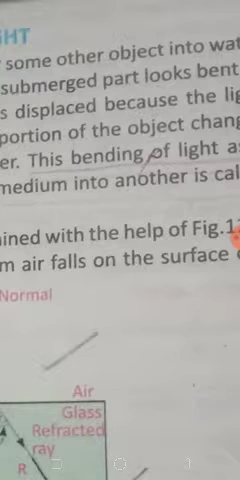 GHT
some other object into wat
submerged part looks bent
s displaced because the lig
portion of the object chang
er. This bending of light as
medium into another is cal
ined with the help of Fig.1
m air falls on the surface
Normal
Air
Glass
Refracted
ray
R